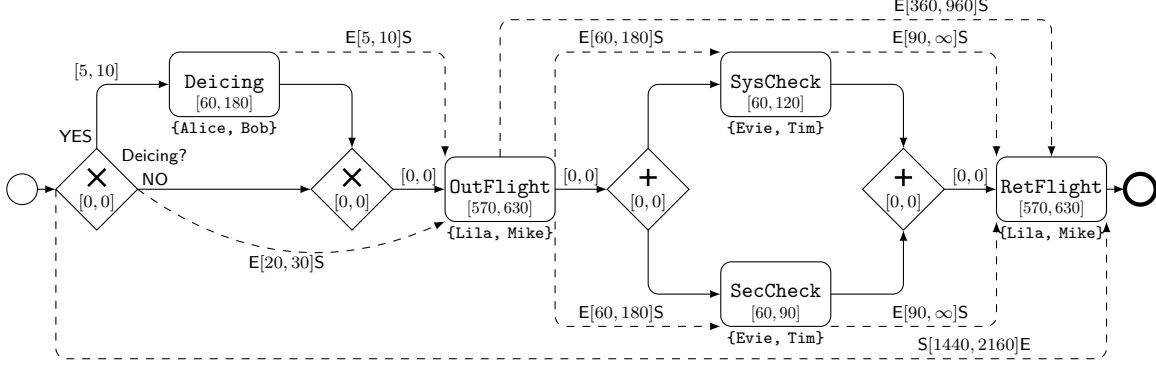 E[360, 960]S
E[5, 10]S
E[60, 180]S
E[90, ∞]S
[5, 10]
Deicing
[60, 180]
{Alice, Bob}
SysCheck
[60, 120]
{Evie, Tim}
YES
Deicing?
NO
[0, 0]
[0, 0]
[0, 0]
OutFlight
[570, 630]
{Lila, Mike}
[0, 0]
[0, 0]
[0, 0]
[0, 0]
RetFlight
[570, 630]
{Lila, Mike}
E[20, 30]S
SecCheck
[60, 90]
{Evie, Tim}
E[60, 180]S
E[90, ∞]S
S[1440, 2160]E